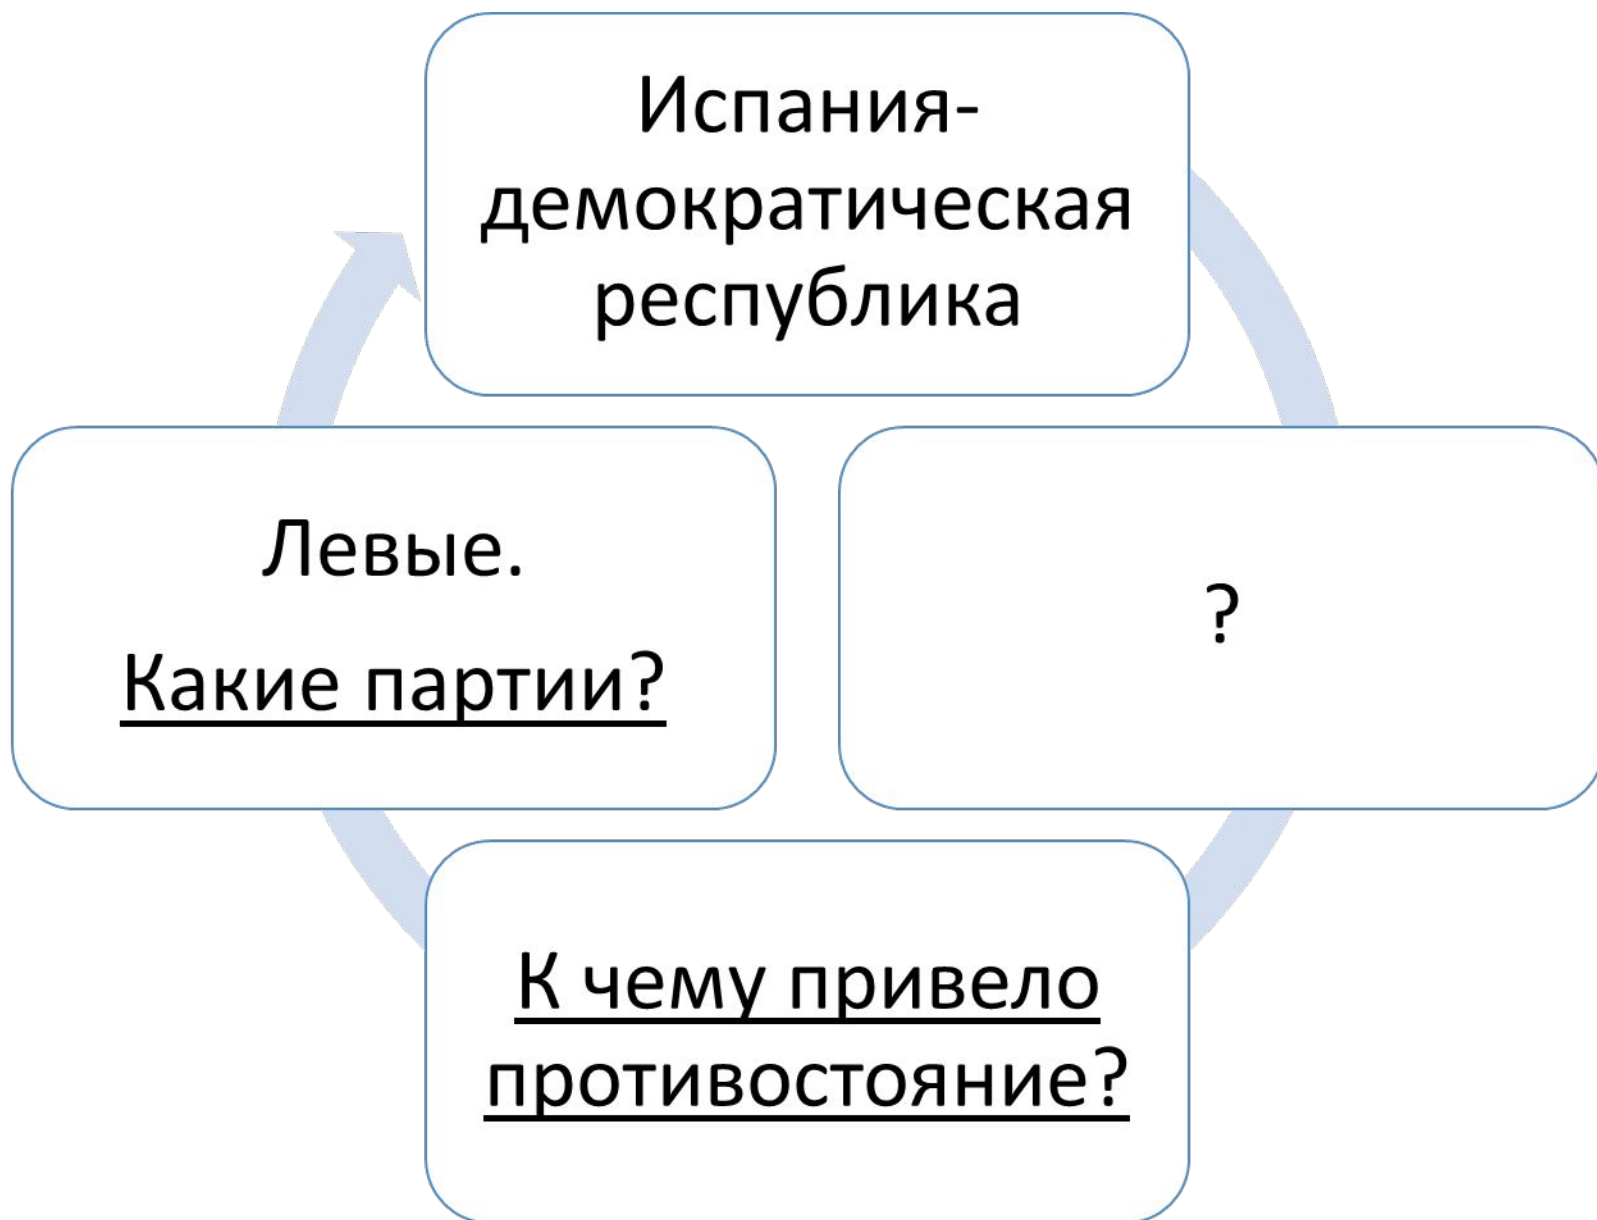 Испания-
демократическая
республика
Левые.
Какие партии?
?
К чему привело
противостояние?